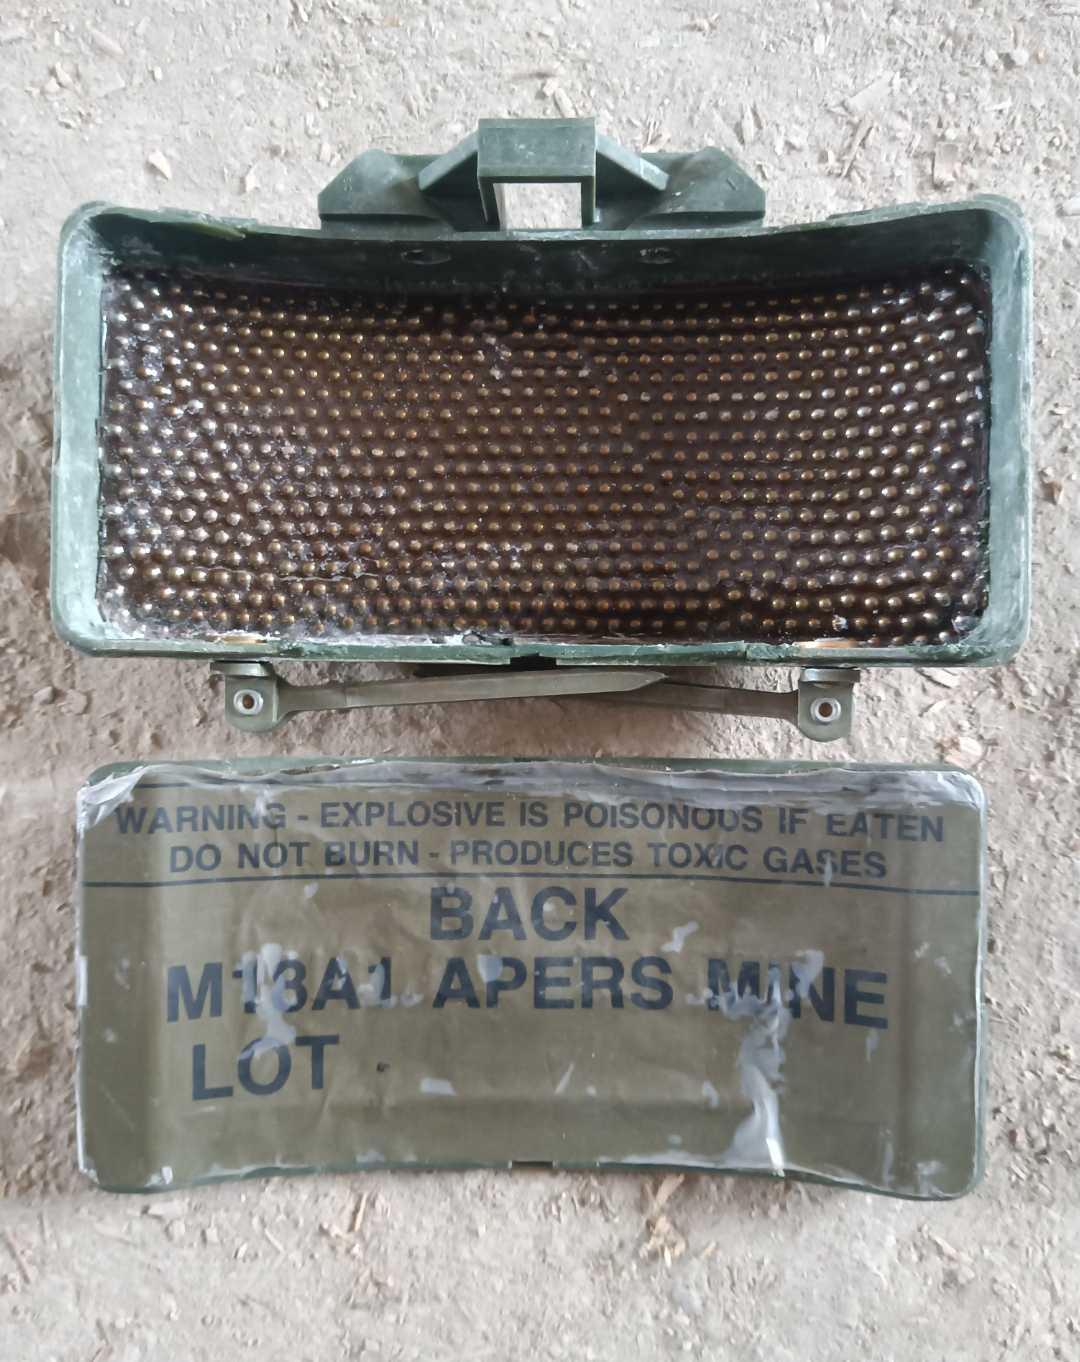 WARNING - EXPLOSIVE IS POISONOUS IF EATEN
DO NOT BURN - PRODUCES TOXIC GASES
BACK
M18A1 APERS MINE
LOT